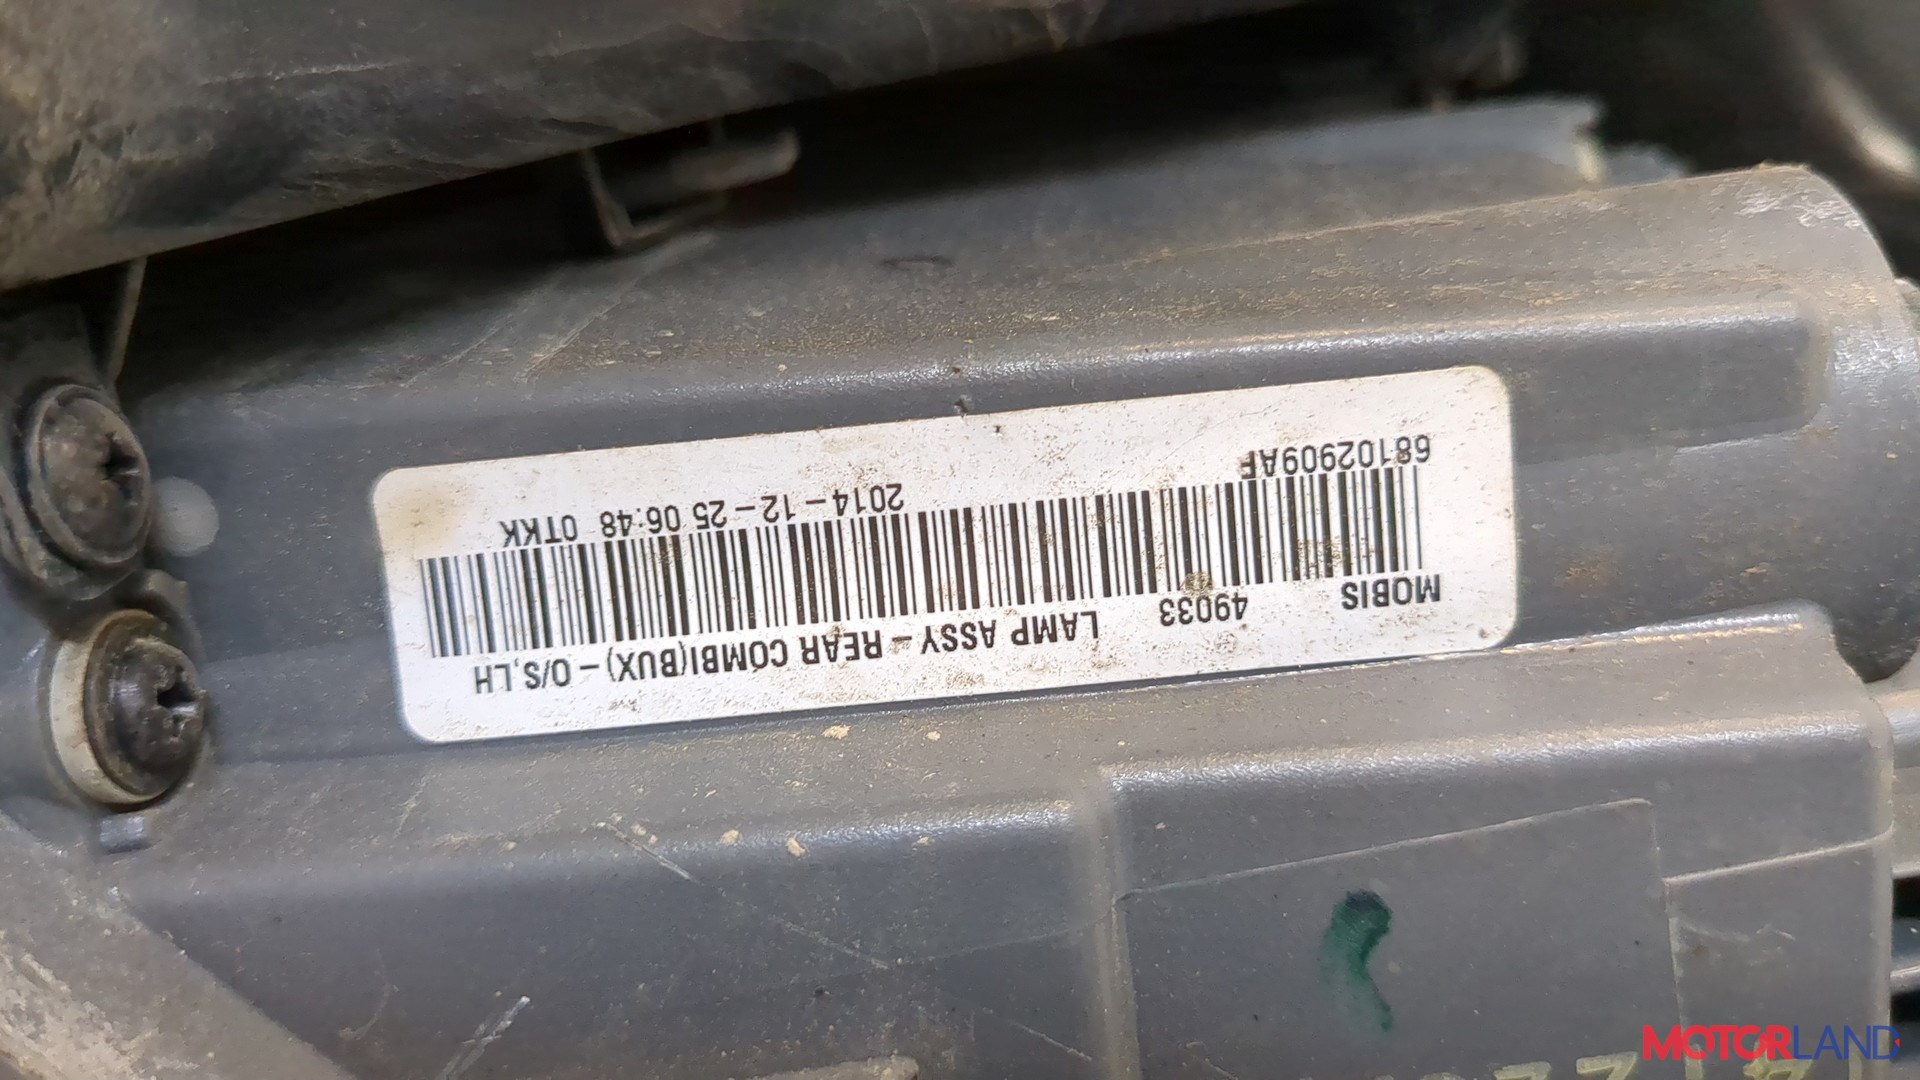 MOBIS 49033 LAMP ASSY - REAR COMBI(BUX) - O/S, LH
68102909AF 2014-12-25 06:48 0TKK
MOTORLAND